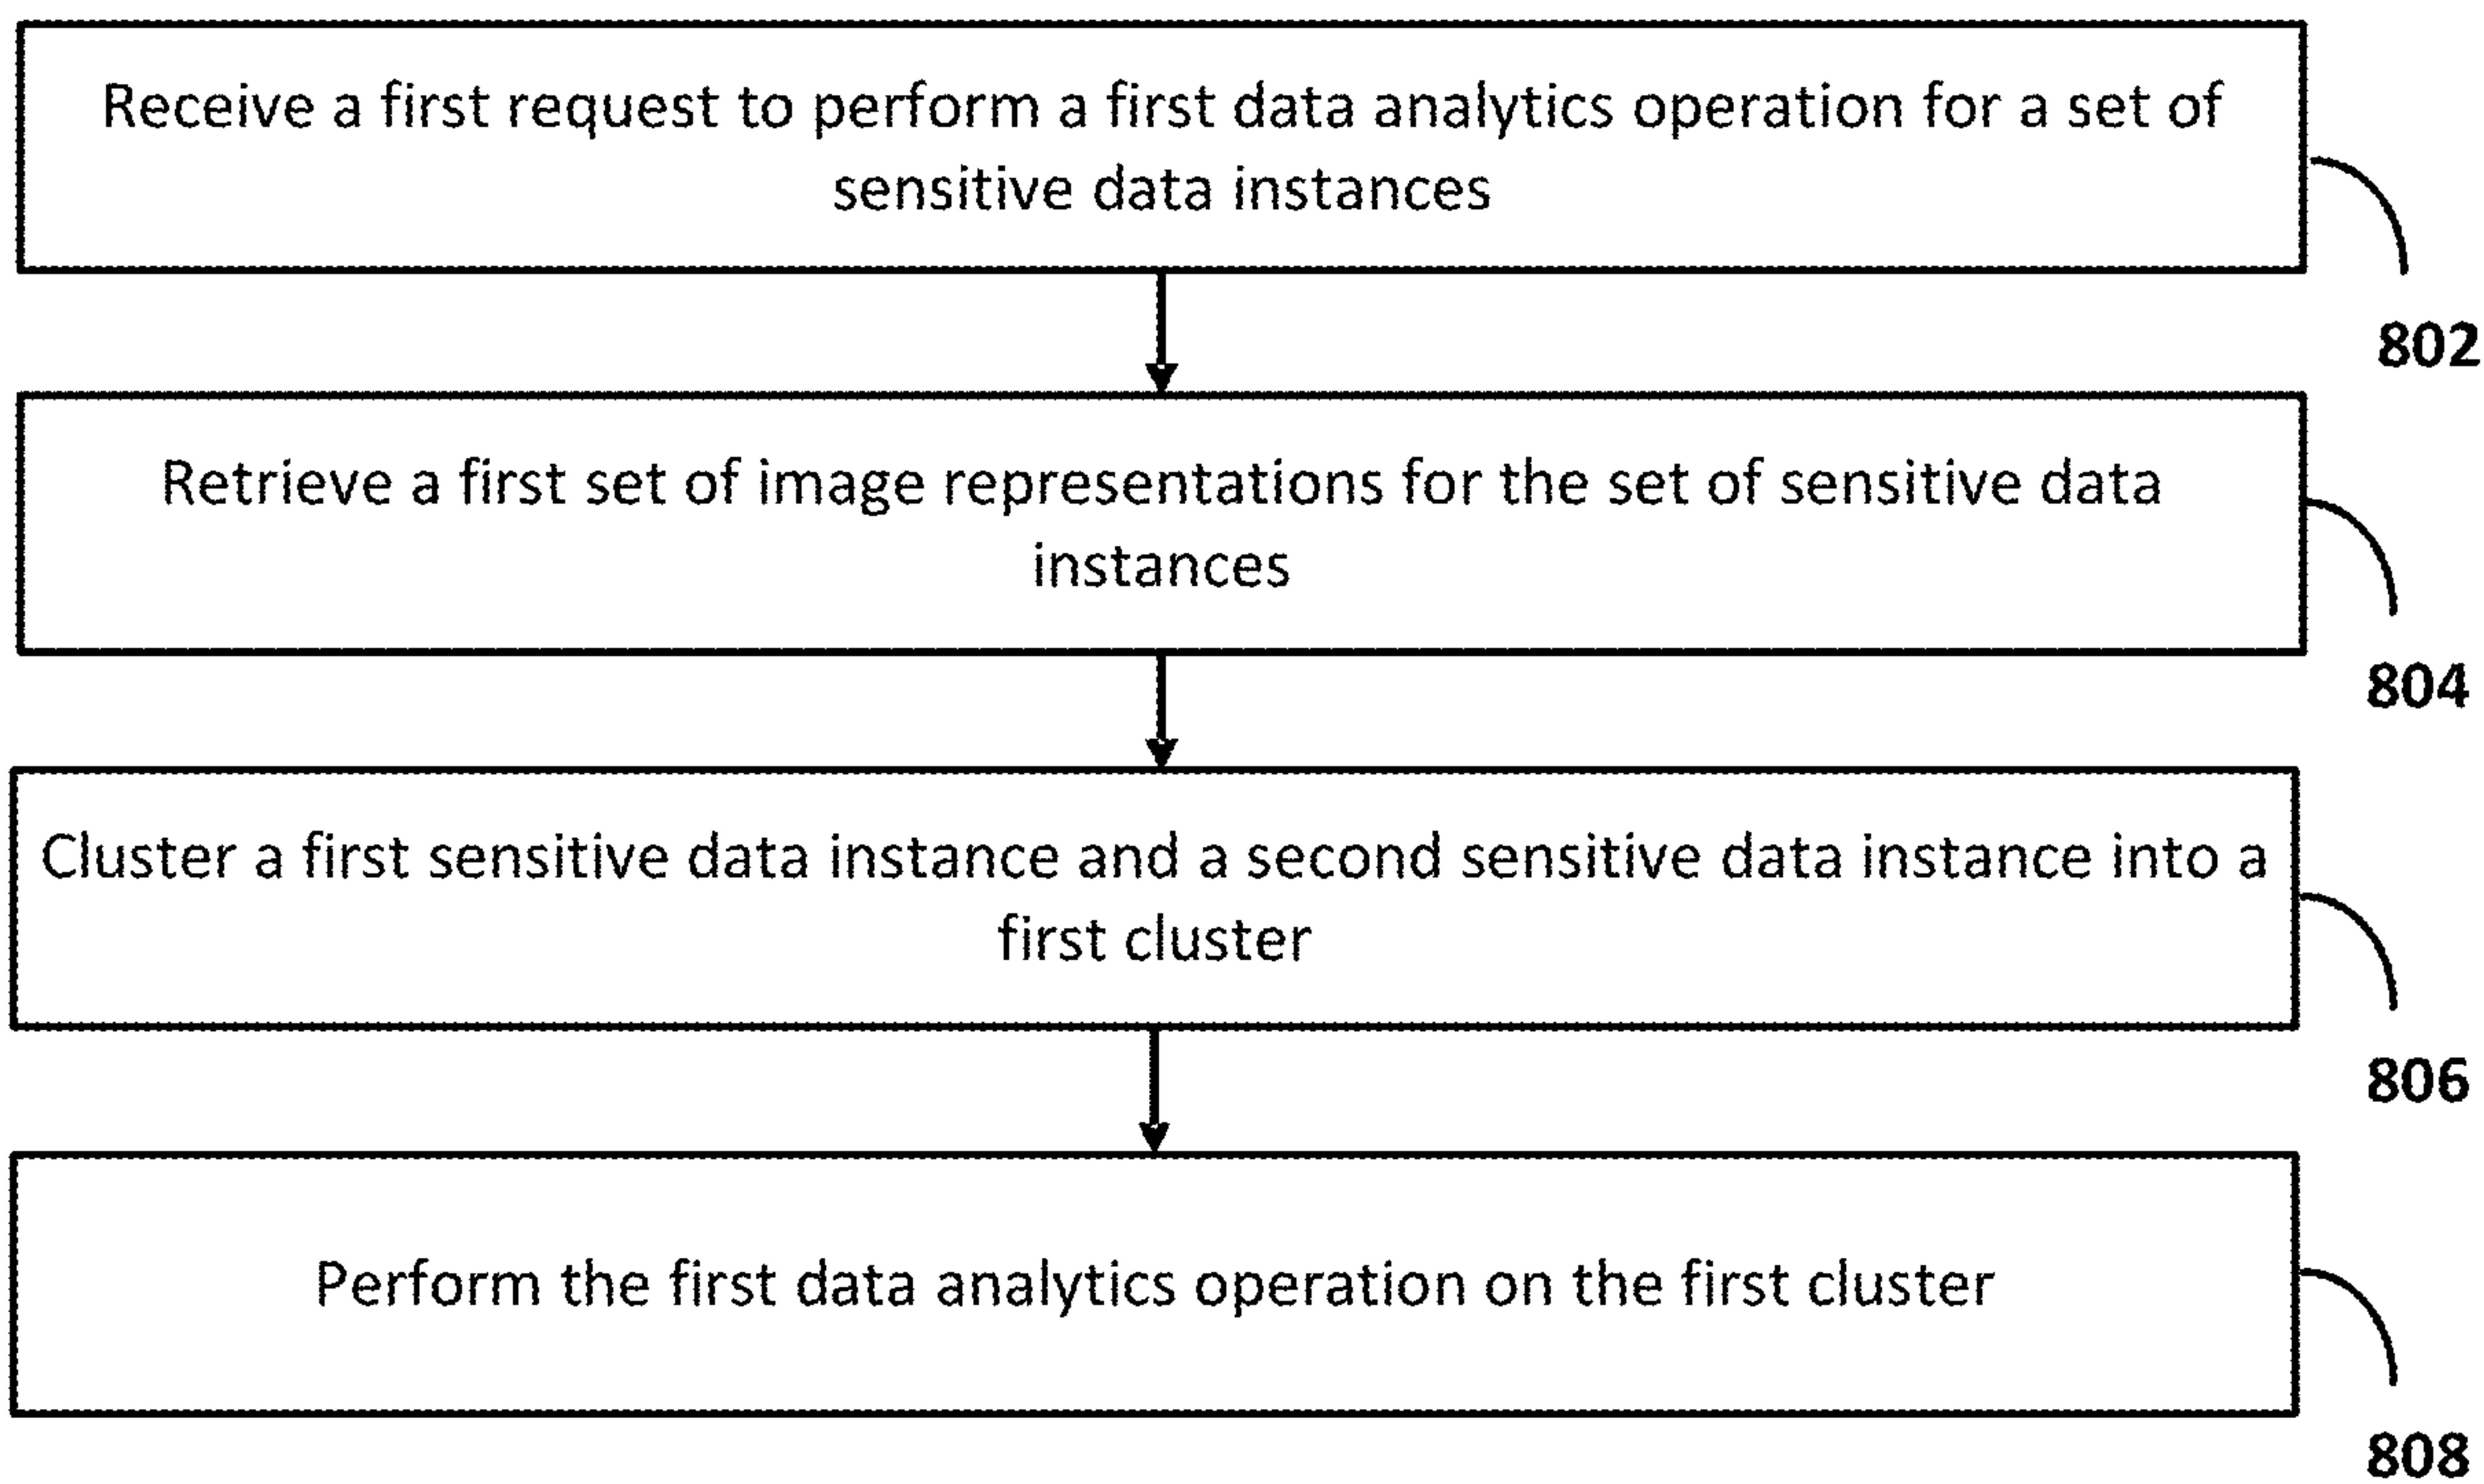 Receive a first request to perform a first data analytics operation for a set of
sensitive data instances
802
Retrieve a first set of image representations for the set of sensitive data
instances
804
Cluster a first sensitive data instance and a second sensitive data instance into a
first cluster
806
Perform the first data analytics operation on the first cluster
808